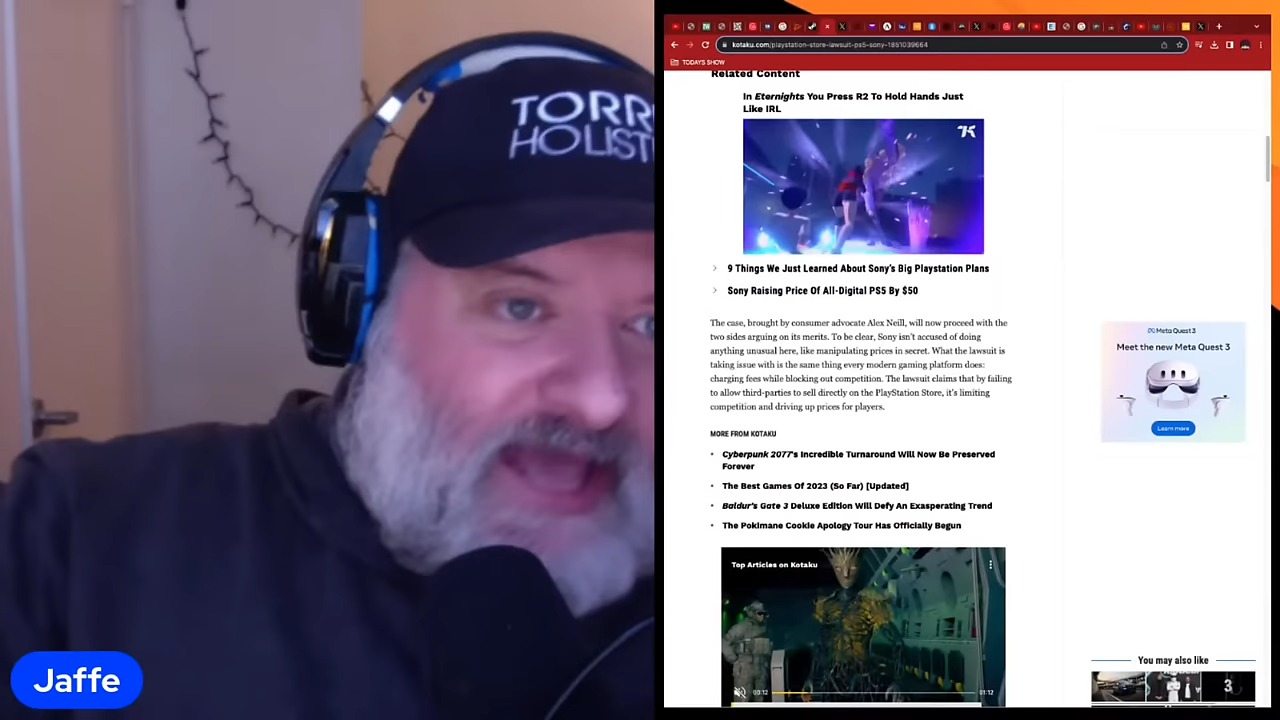 TORR
HOLIST
Jaffe
kotaku.com/playstation-store-lawsuit-ps5-sony-1851039664
TODAYS SHOW
Related Content
In Eternights You Press R2 To Hold Hands Just
Like IRL
9 Things We Just Learned About Sony's Big Playstation Plans
Sony Raising Price Of All-Digital PS5 By $50
The case, brought by consumer advocate Alex Neill, will now proceed with the
two sides arguing on its merits. To be clear, Sony isn't accused of doing
anything unusual here, like manipulating prices in secret. What the lawsuit is
taking issue with is the same thing every modern gaming platform does:
charging fees while blocking out competition. The lawsuit claims that by failing
to allow third-parties to sell directly on the PlayStation Store, it's limiting
competition and driving up prices for players.
MORE FROM KOTAKU
Cyberpunk 2077's Incredible Turnaround Will Now Be Preserved
Forever
The Best Games Of 2023 (So Far) [Updated]
Baldur's Gate 3 Deluxe Edition Will Defy An Exasperating Trend
The Pokimane Cookie Apology Tour Has Officially Begun
Top Articles on Kotaku
00:12
01:12
Meta Quest 3
Meet the new Meta Quest 3
Learn more
You may also like
3